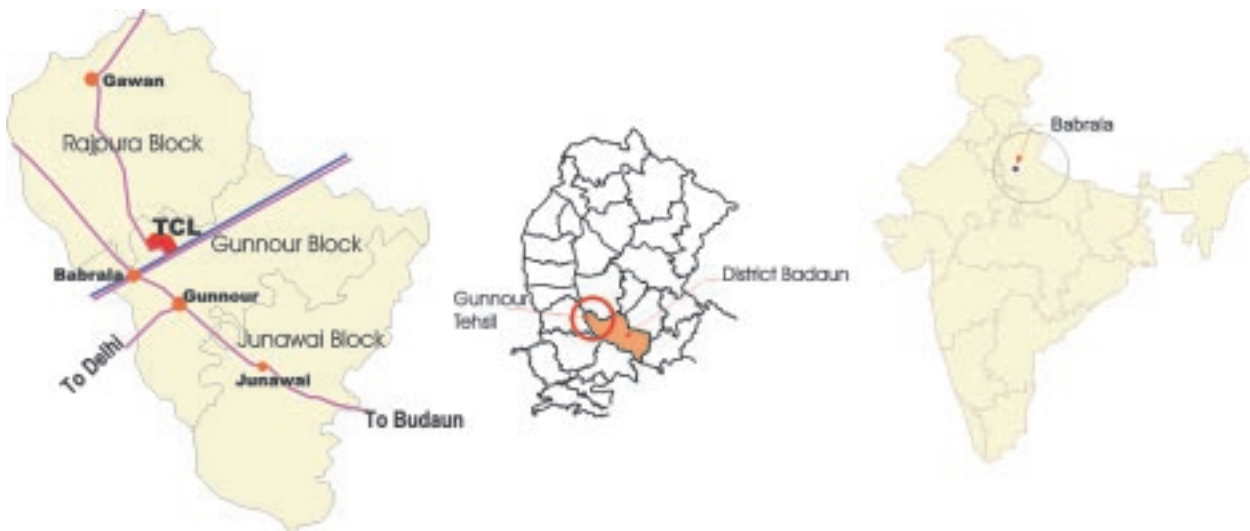 Gawan
Rajpura Block
TCL
Gunnour Block
Babrala
Gunnour
Junawai Block
To Delhi
Junawai
To Budaun
District Badaun
Gunnour
Tehsil
Babrala